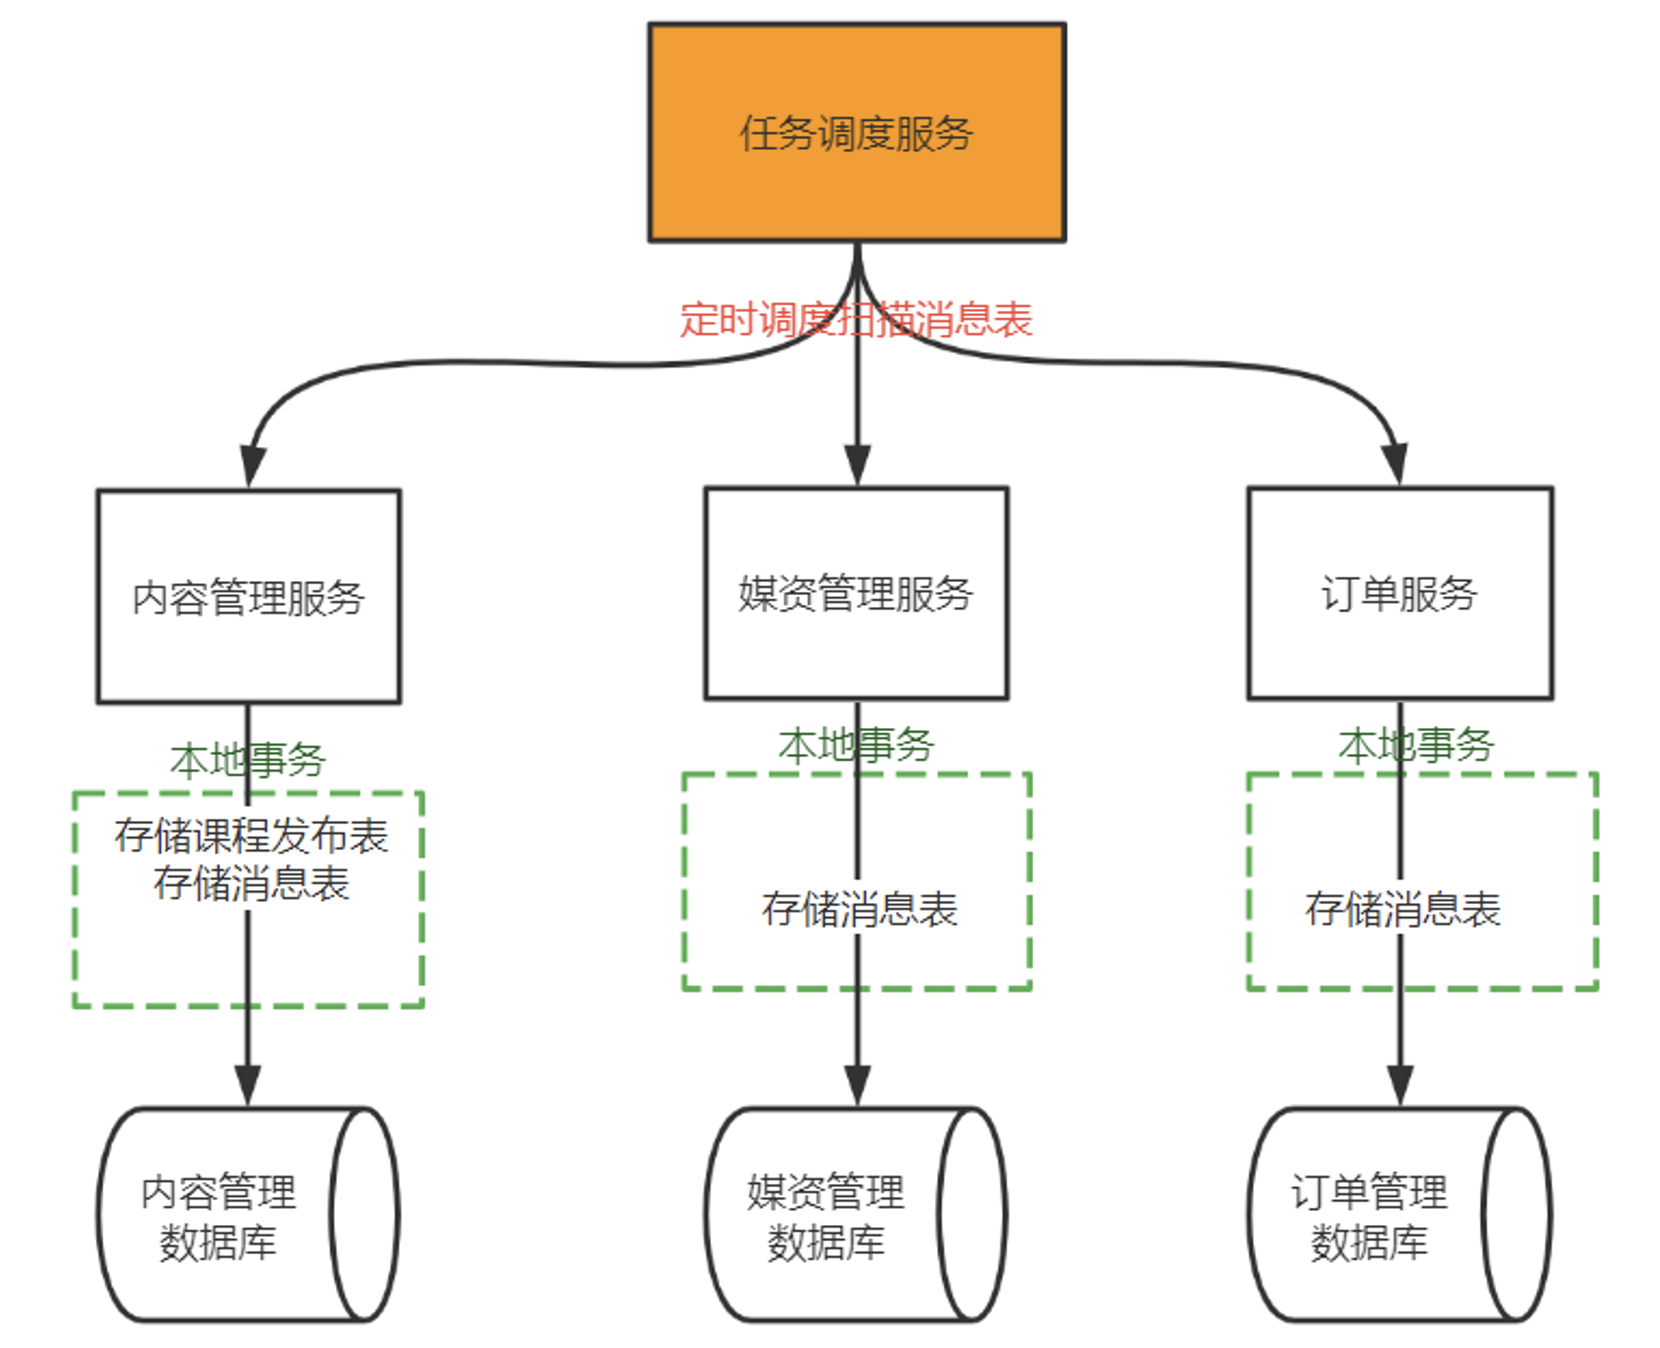 任务调度服务
定时调度扫描消息表
内容管理服务
媒资管理服务
订单服务
本地事务
本地事务
本地事务
存储课程发布表
存储消息表
存储消息表
存储消息表
内容管理
数据库
媒资管理
数据库
订单管理
数据库